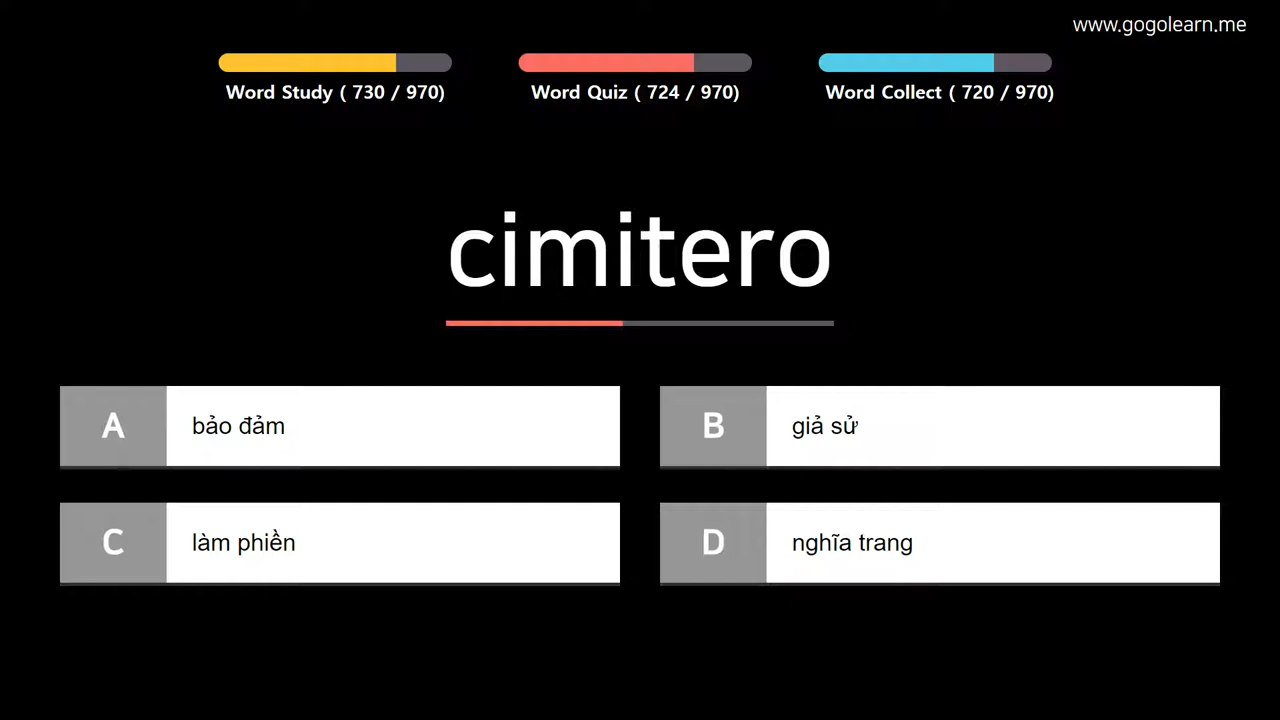 www.gogolearn.me
Word Study ( 730 / 970)
Word Quiz ( 724 / 970)
Word Collect ( 720 / 970)
cimitero
A bảo đảm
B giả sử
C làm phiền
D nghĩa trang